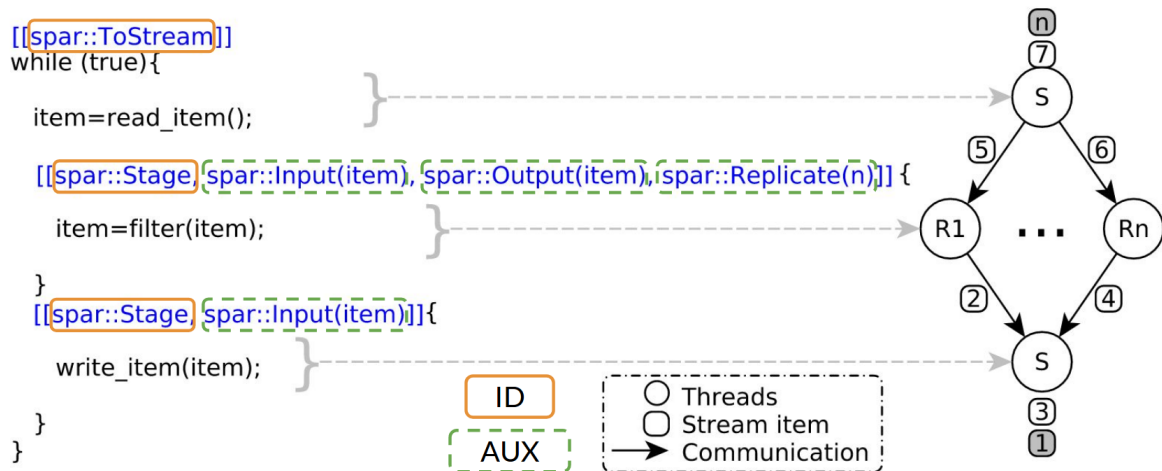 [[spar::ToStream]]
while (true){
item=read_item();
[[spar::Stage, spar::Input(item), spar::Output(item), spar::Replicate(n)]] {
item=filter(item);
}
[[spar::Stage, spar::Input(item)]]{
write_item(item);
}
}
ID
AUX
Threads
Stream item
Communication
n
7
S
5
6
R1
...
Rn
2
4
S
3
1